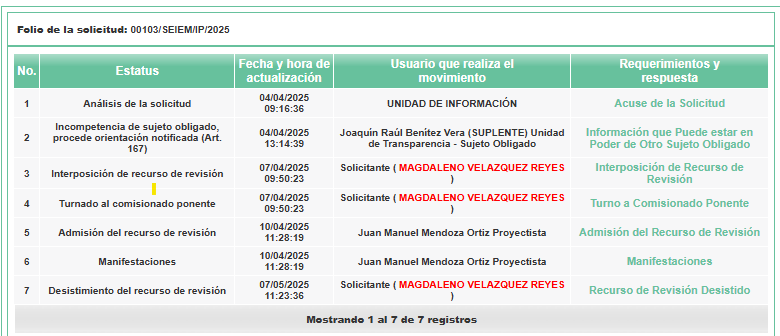 Folio de la solicitud: 00103/SEIEM/IP/2025
No. Estatus Fecha y hora de actualización Usuario que realiza el movimiento Requerimientos y respuesta
1 Análisis de la solicitud 04/04/2025 09:16:36 UNIDAD DE INFORMACIÓN Acuse de la Solicitud
2 Incompetencia de sujeto obligado, procede orientación notificada (Art. 167) 04/04/2025 13:14:39 Joaquín Raúl Benítez Vera (SUPLENTE) Unidad de Transparencia - Sujeto Obligado Información que Puede estar en Poder de Otro Sujeto Obligado
3 Interposición de recurso de revisión 07/04/2025 09:50:23 Solicitante ( MAGDALENO VELAZQUEZ REYES ) Interposición de Recurso de Revisión
4 Turnado al comisionado ponente 07/04/2025 09:50:23 Solicitante ( MAGDALENO VELAZQUEZ REYES ) Turno a Comisionado Ponente
5 Admisión del recurso de revisión 10/04/2025 11:28:19 Juan Manuel Mendoza Ortiz Proyectista Admisión del Recurso de Revisión
6 Manifestaciones 10/04/2025 11:28:19 Juan Manuel Mendoza Ortiz Proyectista Manifestaciones
7 Desistimiento del recurso de revisión 07/05/2025 11:23:36 Solicitante ( MAGDALENO VELAZQUEZ REYES ) Recurso de Revisión Desistido
Mostrando 1 al 7 de 7 registros